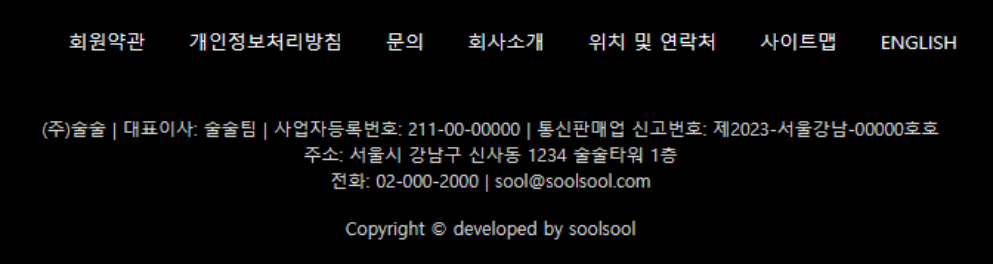 회원약관 개인정보처리방침 문의 회사소개 위치 및 연락처 사이트맵 ENGLISH
(주)술술 | 대표이사: 술술팀 | 사업자등록번호: 211-00-00000 | 통신판매업 신고번호: 제2023-서울강남-00000호호
주소: 서울시 강남구 신사동 1234 술술타워 1층
전화: 02-000-2000 | sool@soolsool.com
Copyright © developed by soolsool